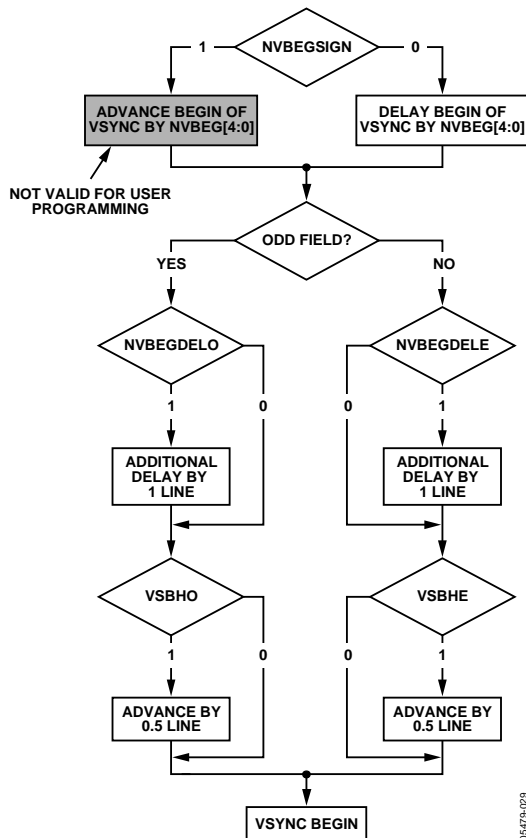 NVBEGSIGN
1
0
ADVANCE BEGIN OF
VSYNC BY NVBEG[4:0]
DELAY BEGIN OF
VSYNC BY NVBEG[4:0]
NOT VALID FOR USER
PROGRAMMING
ODD FIELD?
YES
NO
NVBEGDELO
NVBEGDELE
1
0
0
1
ADDITIONAL
DELAY BY
1 LINE
ADDITIONAL
DELAY BY
1 LINE
VSBHO
VSBHE
1
0
0
1
ADVANCE BY
0.5 LINE
ADVANCE BY
0.5 LINE
VSYNC BEGIN
05479-029